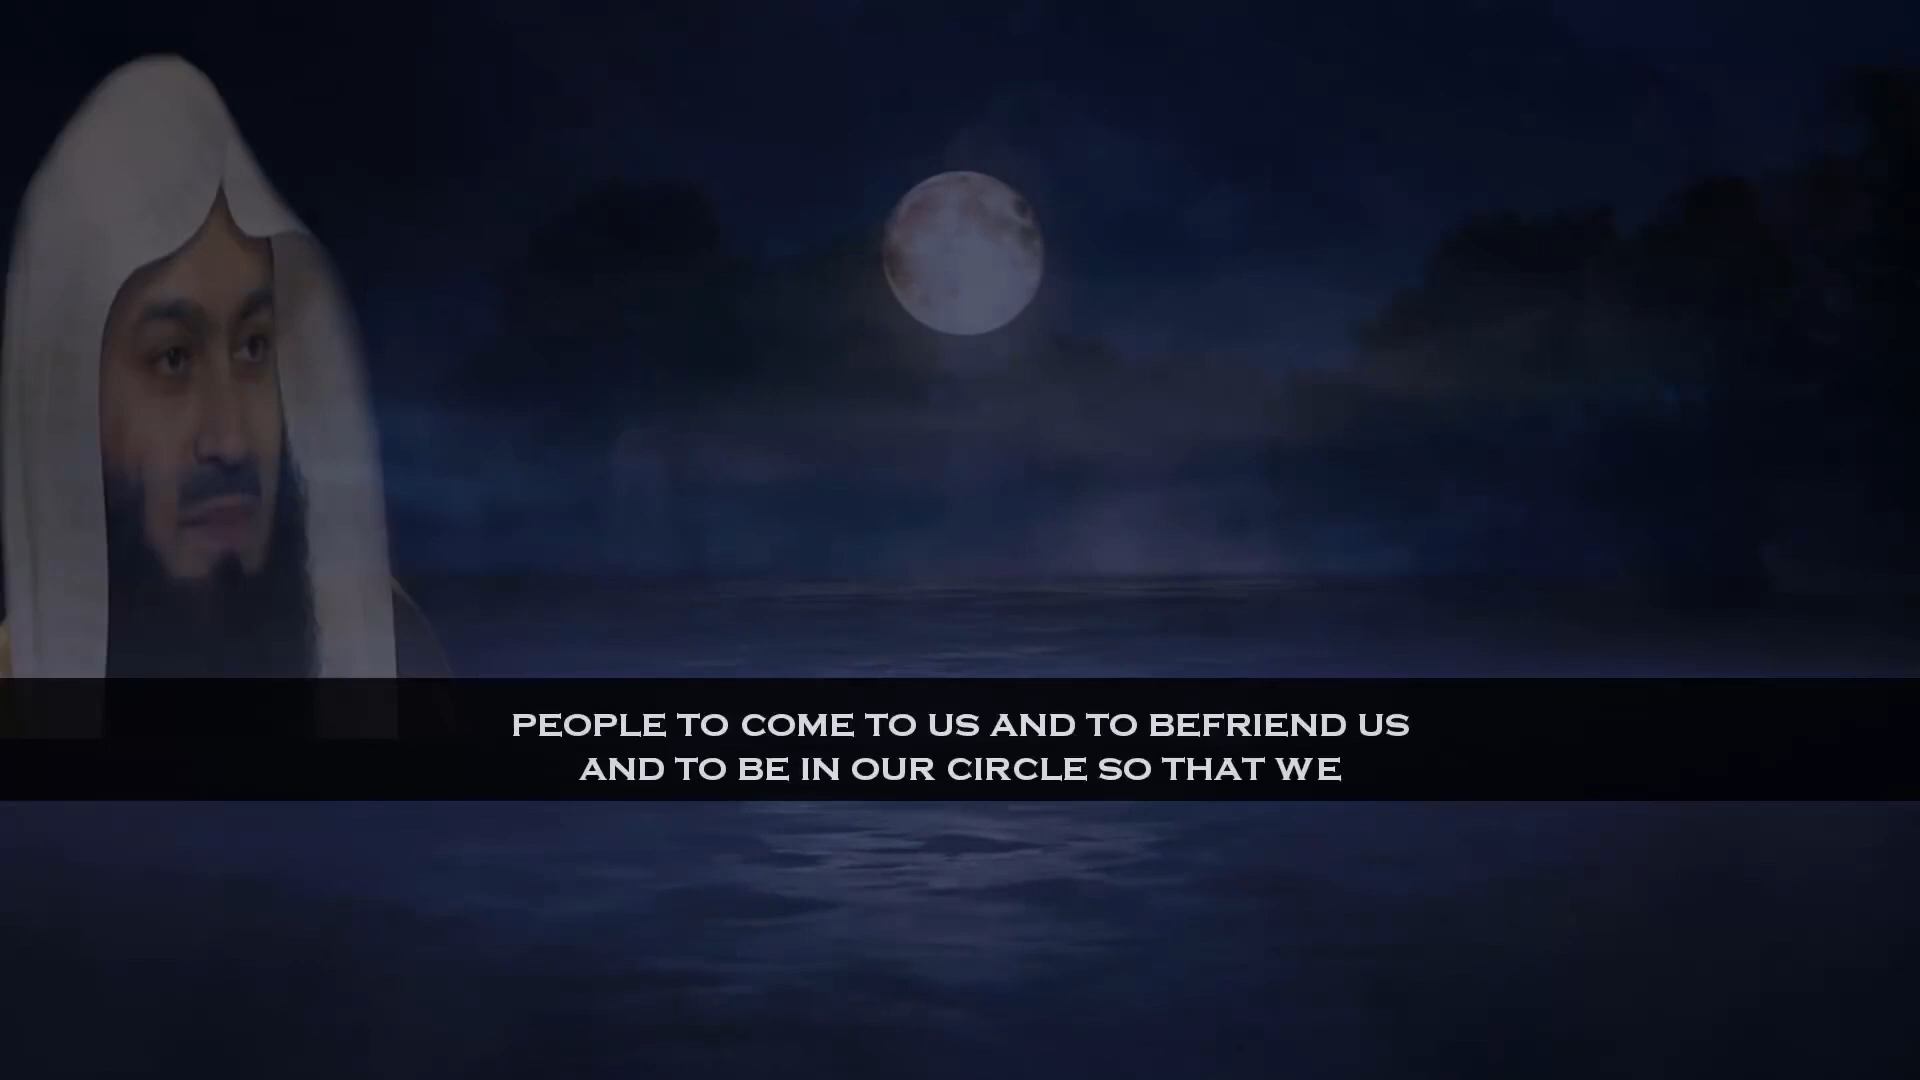 PEOPLE TO COME TO US AND TO BEFRIEND US
AND TO BE IN OUR CIRCLE SO THAT WE